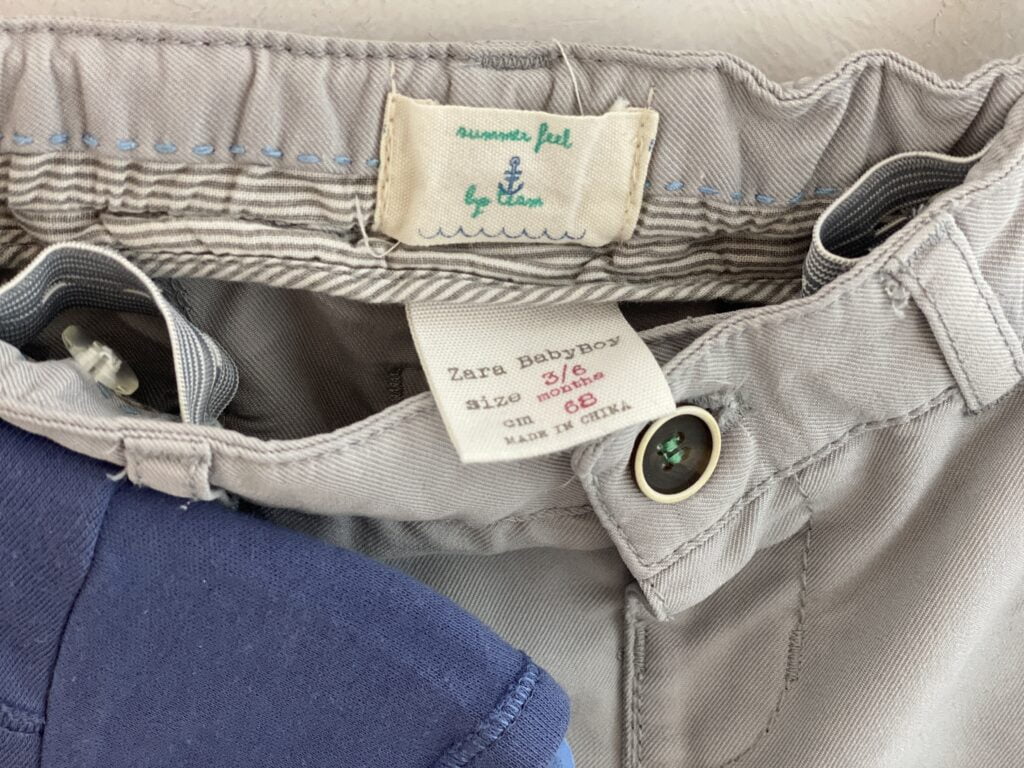 summer feel
by team
Zara BabyBoy
size 3/6 months
cm 68
MADE IN CHINA